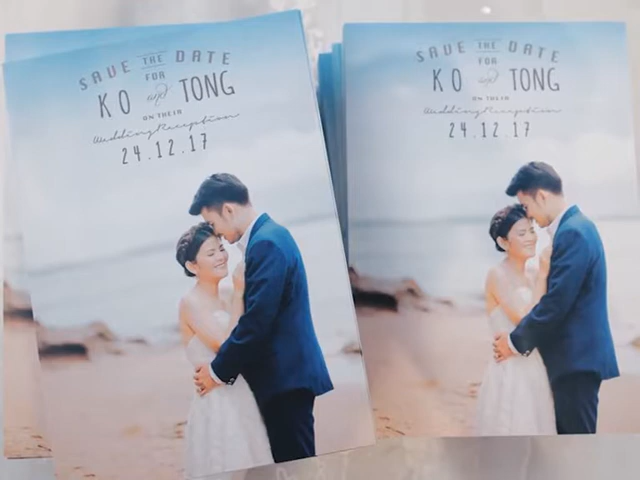 SAVE THE DATE
FOR
KO and TONG
ON THEIR
Wedding Reception
24.12.17
SAVE THE DATE
FOR
KO and TONG
ON THEIR
Wedding Reception
24.12.17